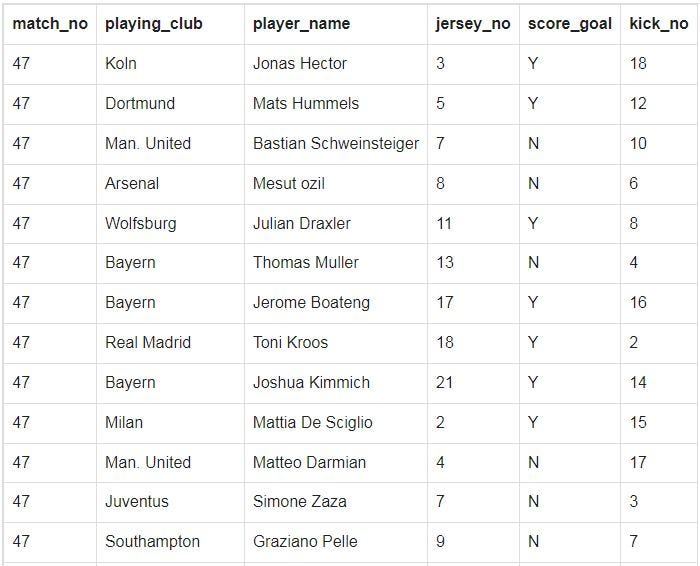 match_no playing_club player_name jersey_no score_goal kick_no
47 Koln Jonas Hector 3 Y 18
47 Dortmund Mats Hummels 5 Y 12
47 Man. United Bastian Schweinsteiger 7 N 10
47 Arsenal Mesut ozil 8 N 6
47 Wolfsburg Julian Draxler 11 Y 8
47 Bayern Thomas Muller 13 N 4
47 Bayern Jerome Boateng 17 Y 16
47 Real Madrid Toni Kroos 18 Y 2
47 Bayern Joshua Kimmich 21 Y 14
47 Milan Mattia De Sciglio 2 Y 15
47 Man. United Matteo Darmian 4 N 17
47 Juventus Simone Zaza 7 N 3
47 Southampton Graziano Pelle 9 N 7